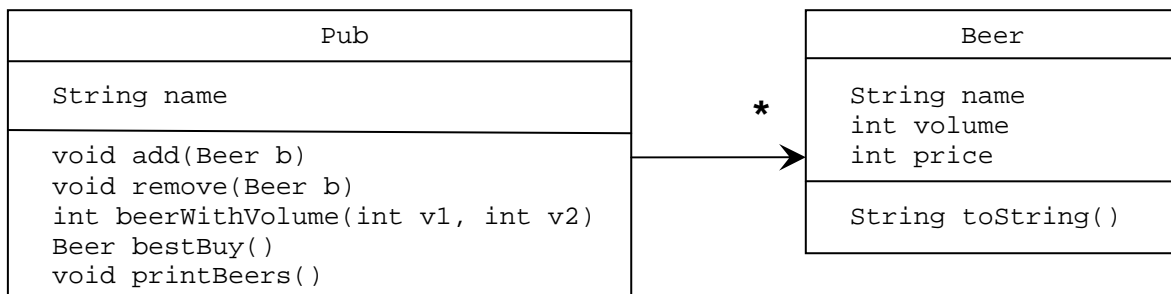 Pub
String name
void add(Beer b)
void remove(Beer b)
int beerWithVolume(int v1, int v2)
Beer bestBuy()
void printBeers()
*
Beer
String name
int volume
int price
String toString()